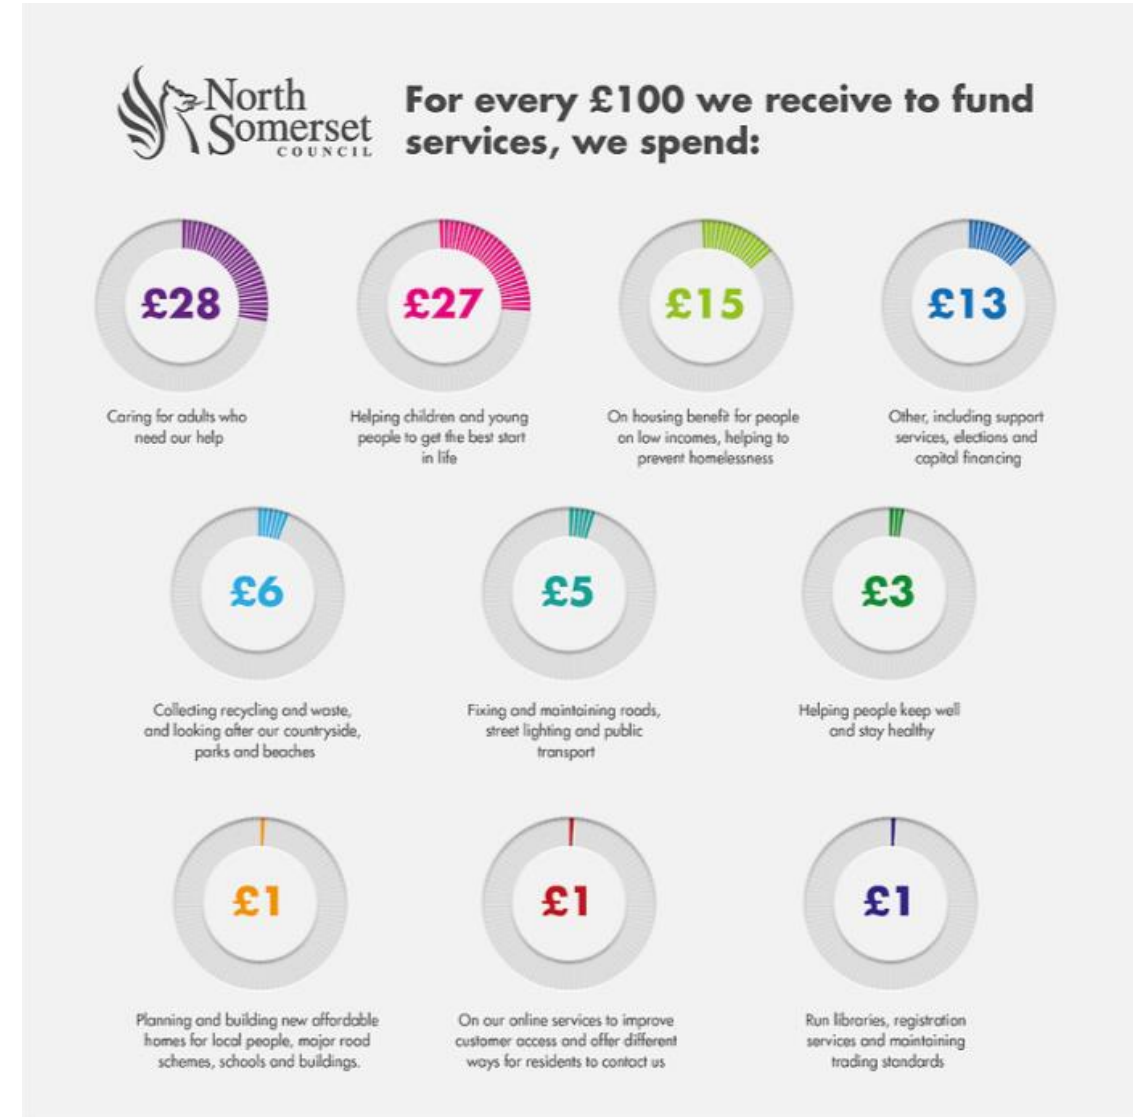 North
Somerset
COUNCIL
For every £100 we receive to fund
services, we spend:
£28
Caring for adults who
need our help
£27
Helping children and young
people to get the best start
in life
£15
On housing benefit for people
on low incomes, helping to
prevent homelessness
£13
Other, including support
services, elections and
capital financing
£6
Collecting recycling and waste,
and looking after our countryside,
parks and beaches
£5
Fixing and maintaining roads,
street lighting and public
transport
£3
Helping people keep well
and stay healthy
£1
Planning and building new affordable
homes for local people, major road
schemes, schools and buildings.
£1
On our online services to improve
customer access and offer different
ways for residents to contact us
£1
Run libraries, registration
services and maintaining
trading standards